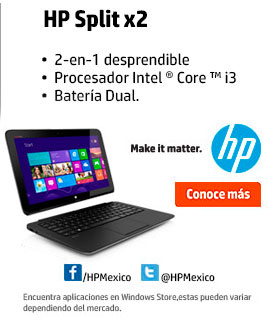 HP Split x2
• 2-en-1 desprendible
• Procesador Intel ® Core ™ i3
• Batería Dual.
Start
Make it matter.
hp
Conoce más
f /HPMexico
t @HPMexico
Encuentra aplicaciones en Windows Store,estas pueden variar
dependiendo del mercado.